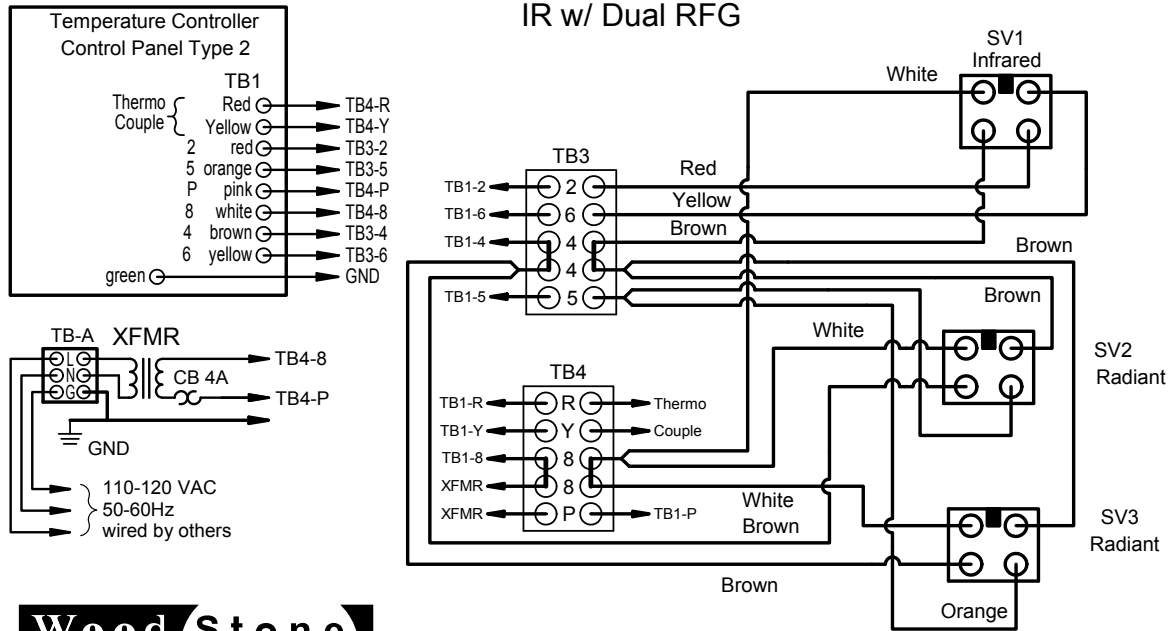 IR w/ Dual RFG
Temperature Controller
Control Panel Type 2
TB1
Thermo Couple
Red TB4-R
Yellow TB4-Y
2 red TB3-2
5 orange TB3-5
P pink TB4-P
8 white TB4-8
4 brown TB3-4
6 yellow TB3-6
green GND
TB-A XFMR
L
N
G
CB 4A
TB4-8
TB4-P
GND
110-120 VAC
50-60Hz
wired by others
TB3
TB1-2 2 Red
TB1-6 6 Yellow
TB1-4 4 Brown
4
TB1-5 5
TB4
TB1-R R Thermo
TB1-Y Y Couple
TB1-8 8
XFMR 8
XFMR P TB1-P
White
SV1
Infrared
Brown
Brown
White
SV2
Radiant
White
Brown
SV3
Radiant
Brown
Orange
Wood Stone